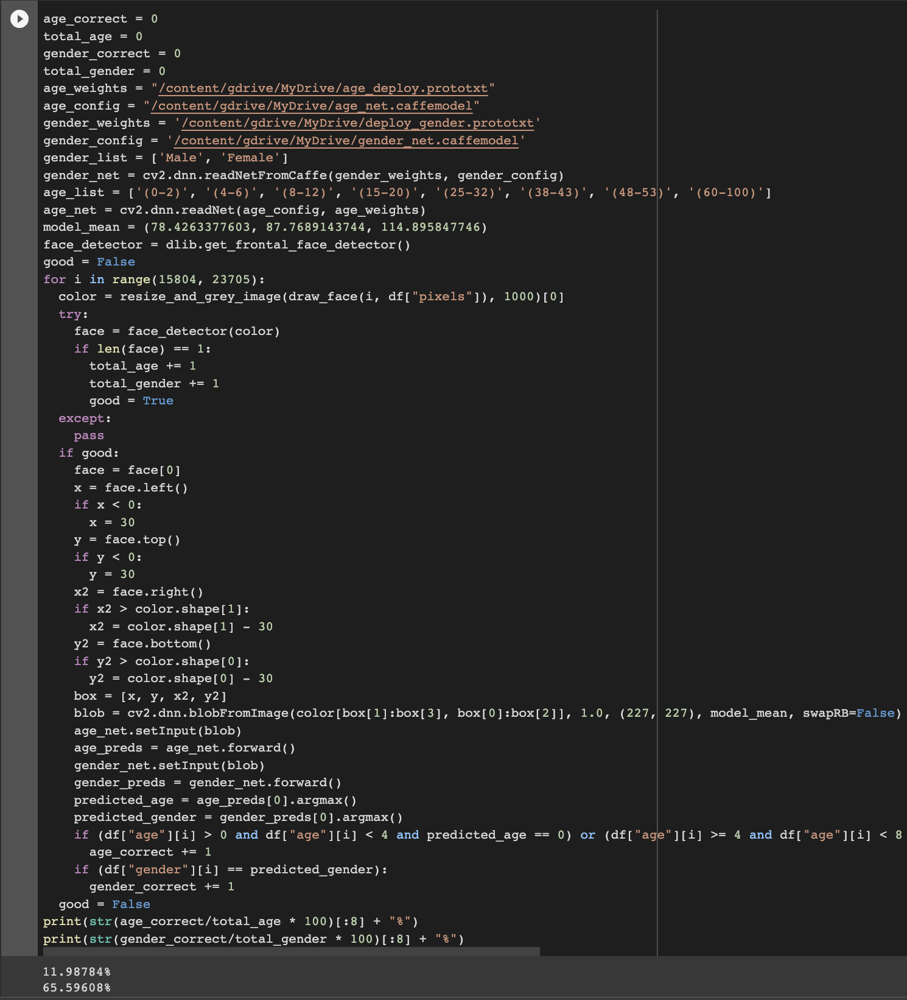 age_correct = 0
total_age = 0
gender_correct = 0
total_gender = 0
age_weights = "/content/gdrive/MyDrive/age_deploy.prototxt"
age_config = "/content/gdrive/MyDrive/age_net.caffemodel"
gender_weights = '/content/gdrive/MyDrive/deploy_gender.prototxt'
gender_config = '/content/gdrive/MyDrive/gender_net.caffemodel'
gender_list = ['Male', 'Female']
gender_net = cv2.dnn.readNetFromCaffe(gender_weights, gender_config)
age_list = ['(0-2)', '(4-6)', '(8-12)', '(15-20)', '(25-32)', '(38-43)', '(48-53)', '(60-100)']
age_net = cv2.dnn.readNet(age_config, age_weights)
model_mean = (78.4263377603, 87.7689143744, 114.895847746)
face_detector = dlib.get_frontal_face_detector()
good = False
for i in range(15804, 23705):
  color = resize_and_grey_image(draw_face(i, df["pixels"]), 1000)[0]
  try:
    face = face_detector(color)
    if len(face) == 1:
      total_age += 1
      total_gender += 1
      good = True
  except:
    pass
  if good:
    face = face[0]
    x = face.left()
    if x < 0:
      x = 30
    y = face.top()
    if y < 0:
      y = 30
    x2 = face.right()
    if x2 > color.shape[1]:
      x2 = color.shape[1] - 30
    y2 = face.bottom()
    if y2 > color.shape[0]:
      y2 = color.shape[0] - 30
    box = [x, y, x2, y2]
    blob = cv2.dnn.blobFromImage(color[box[1]:box[3], box[0]:box[2]], 1.0, (227, 227), model_mean, swapRB=False)
    age_net.setInput(blob)
    age_preds = age_net.forward()
    gender_net.setInput(blob)
    gender_preds = gender_net.forward()
    predicted_age = age_preds[0].argmax()
    predicted_gender = gender_preds[0].argmax()
    if (df["age"][i] > 0 and df["age"][i] < 4 and predicted_age == 0) or (df["age"][i] >= 4 and df["age"][i] < 8
      age_correct += 1
    if (df["gender"][i] == predicted_gender):
      gender_correct += 1
  good = False
print(str(age_correct/total_age * 100)[:8] + "%")
print(str(gender_correct/total_gender * 100)[:8] + "%")
11.98784%
65.59608%